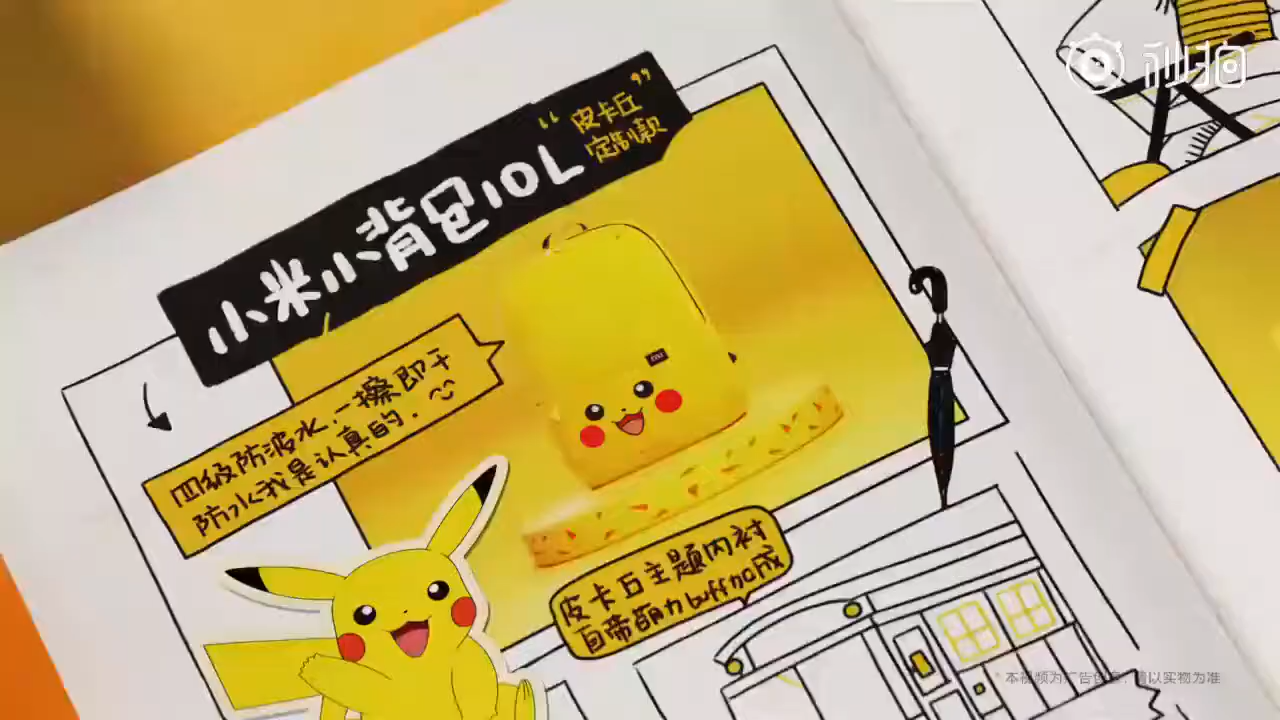 秒拍
“皮卡丘
定制款”
小米小背包10L
mi
四级防泼水,一擦即干
防水我是认真的.
皮卡丘主题内衬
自带萌力buff加成
*本视频为广告创意,请以实物为准